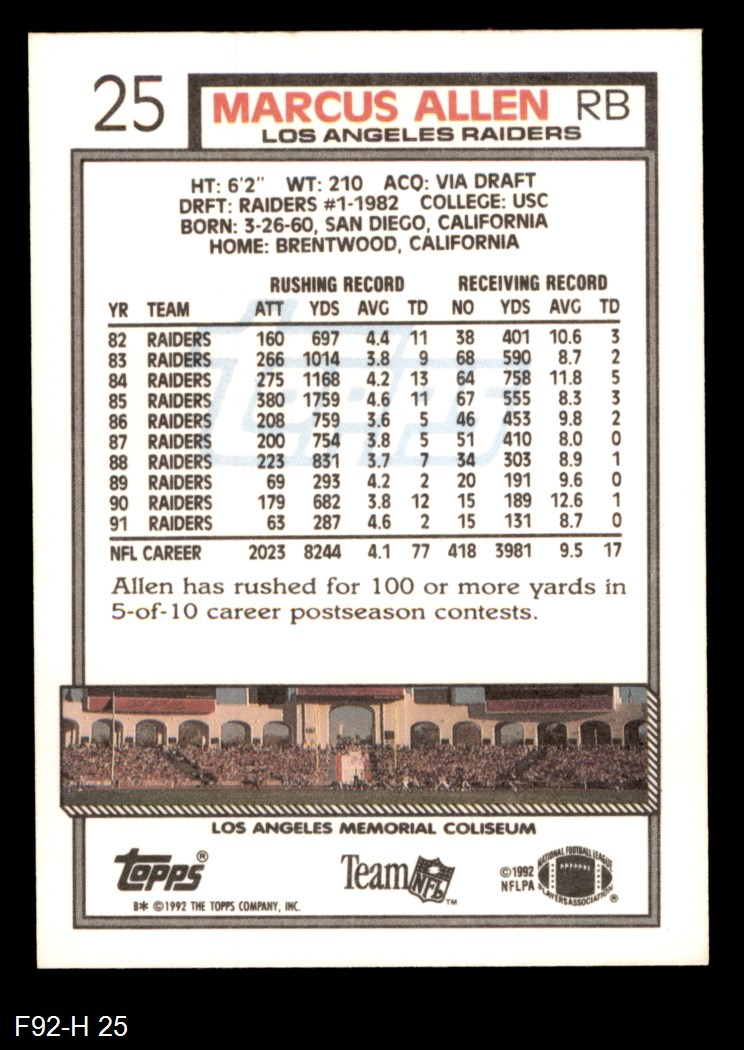 25 MARCUS ALLEN RB
LOS ANGELES RAIDERS
HT: 6'2" WT: 210 ACQ: VIA DRAFT
DRFT: RAIDERS #1-1982 COLLEGE: USC
BORN: 3-26-60, SAN DIEGO, CALIFORNIA
HOME: BRENTWOOD, CALIFORNIA
RUSHING RECORD RECEIVING RECORD
YR TEAM ATT YDS AVG TD NO YDS AVG TD
82 RAIDERS 160 697 4.4 11 38 401 10.6 3
83 RAIDERS 266 1014 3.8 9 68 590 8.7 2
84 RAIDERS 275 1168 4.2 13 64 758 11.8 5
85 RAIDERS 380 1759 4.6 11 67 555 8.3 3
86 RAIDERS 208 759 3.6 5 46 453 9.8 2
87 RAIDERS 200 754 3.8 5 51 410 8.0 0
88 RAIDERS 223 831 3.7 7 34 303 8.9 1
89 RAIDERS 69 293 4.2 2 20 191 9.6 0
90 RAIDERS 179 682 3.8 12 15 189 12.6 1
91 RAIDERS 63 287 4.6 2 15 131 8.7 0
NFL CAREER 2023 8244 4.1 77 418 3981 9.5 17
Topps
Allen has rushed for 100 or more yards in
5-of-10 career postseason contests.
LOS ANGELES MEMORIAL COLISEUM
Topps®
Team NFL™
©1992
NFLPA
NATIONAL FOOTBALL LEAGUE
PLAYERS ASSOCIATION®
B* ©1992 THE TOPPS COMPANY, INC.
F92-H 25